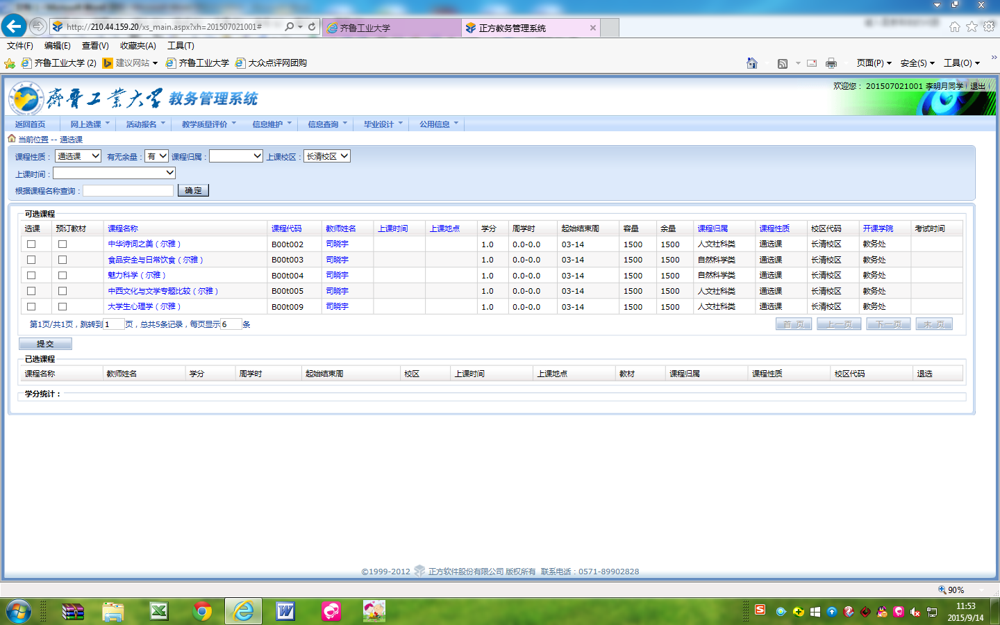 http://210.44.159.20/xs_main.aspx?xh=201507021001#
齐鲁工业大学
正方教务管理系统
文件(F) 编辑(E) 查看(V) 收藏夹(A) 工具(T)
齐鲁工业大学 (2) 建议网站 齐鲁工业大学 大众点评网团购
页面(P) 安全(S) 工具(O) »
齐鲁工业大学 教务管理系统
欢迎您： 201507021001 李明月同学 退出
返回首页 网上选课 活动报名 教学质量评价 信息维护 信息查询 毕业设计 公用信息
当前位置 -- 通选课
课程性质： 通选课 有无余量： 有 课程归属： 上课校区： 长清校区
上课时间：
根据课程名称查询： 确 定
可选课程
选课 预订教材 课程名称 课程代码 教师姓名 上课时间 上课地点 学分 周学时 起始结束周 容量 余量 课程归属 课程性质 校区代码 开课学院 考试时间
中华诗词之美（尔雅） B00t002 司晓宇 1.0 0.0-0.0 03-14 1500 1500 人文社科类 通选课 长清校区 教务处
食品安全与日常饮食（尔雅） B00t003 司晓宇 1.0 0.0-0.0 03-14 1500 1500 自然科学类 通选课 长清校区 教务处
魅力科学（尔雅） B00t004 司晓宇 1.0 0.0-0.0 03-14 1500 1500 自然科学类 通选课 长清校区 教务处
中西文化与文学专题比较（尔雅） B00t005 司晓宇 1.0 0.0-0.0 03-14 1500 1500 人文社科类 通选课 长清校区 教务处
大学生心理学（尔雅） B00t009 司晓宇 1.0 0.0-0.0 03-14 1500 1500 人文社科类 通选课 长清校区 教务处
第1页/共1页，跳转到 1 页，总共5条记录，每页显示 6 条 首 页 上一页 下一页 末 页
提交
已选课程
课程名称 教师姓名 学分 周学时 起始结束周 校区 上课时间 上课地点 教材 课程归属 课程性质 校区代码 退选
学分统计：
©1999-2012 正方软件股份有限公司 版权所有 联系电话：0571-89902828
90%
11:53
2015/9/14